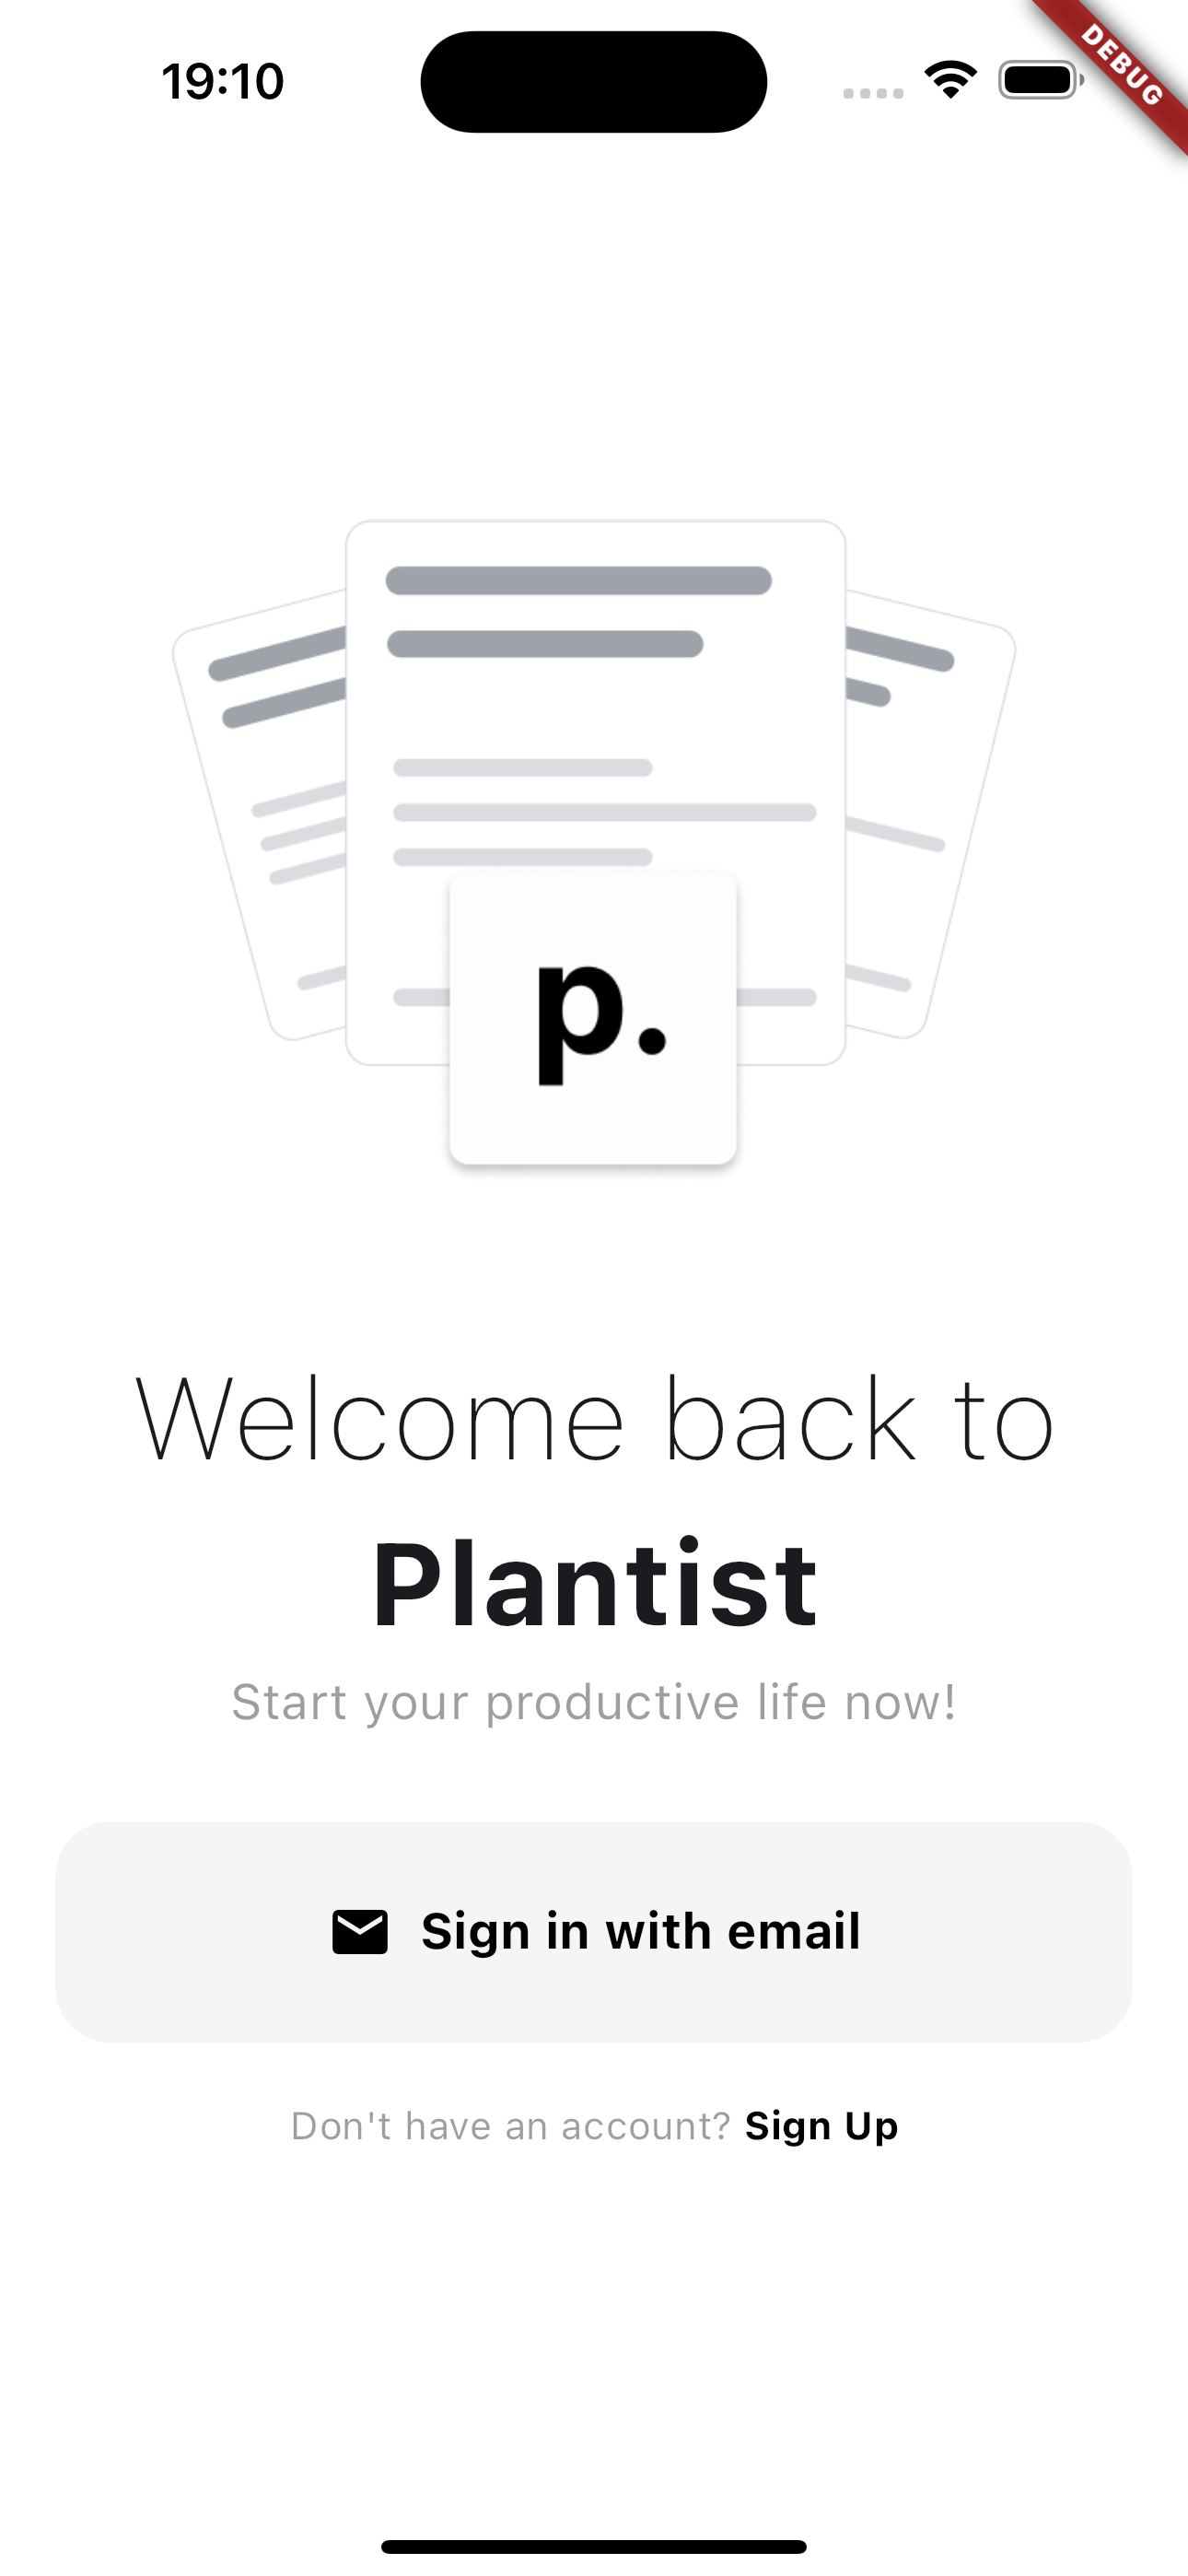 19:10
DEBUG
p.
Welcome back to
Plantist
Start your productive life now!
Sign in with email
Don't have an account? Sign Up